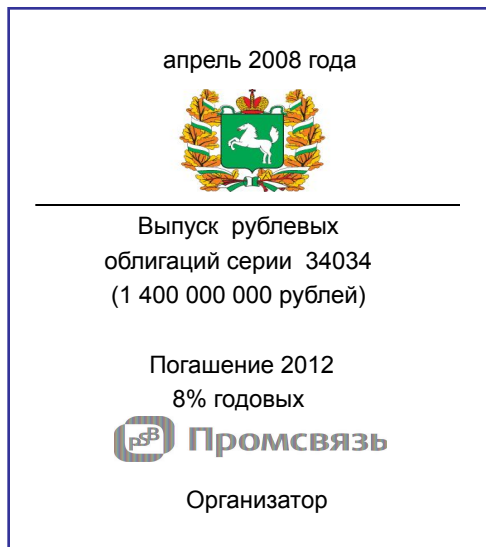 апрель 2008 года
Выпуск рублевых
облигаций серии 34034
(1 400 000 000 рублей)
Погашение 2012
8% годовых
PSB Промсвязь
Организатор